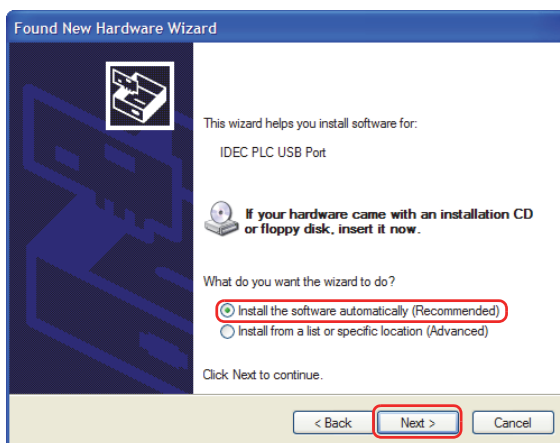 Found New Hardware Wizard
This wizard helps you install software for:
IDEC PLC USB Port
If your hardware came with an installation CD
or floppy disk, insert it now.
What do you want the wizard to do?
Install the software automatically (Recommended)
Install from a list or specific location (Advanced)
Click Next to continue.
< Back Next > Cancel